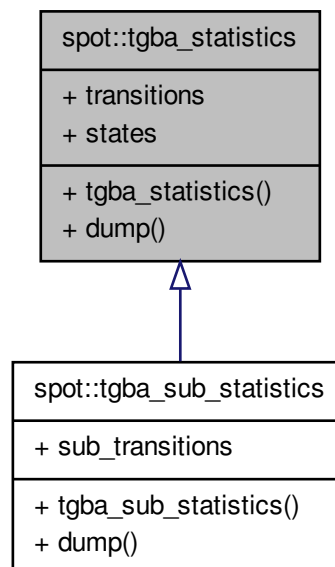 spot::tgba_statistics
+ transitions
+ states
+ tgba_statistics()
+ dump()
spot::tgba_sub_statistics
+ sub_transitions
+ tgba_sub_statistics()
+ dump()